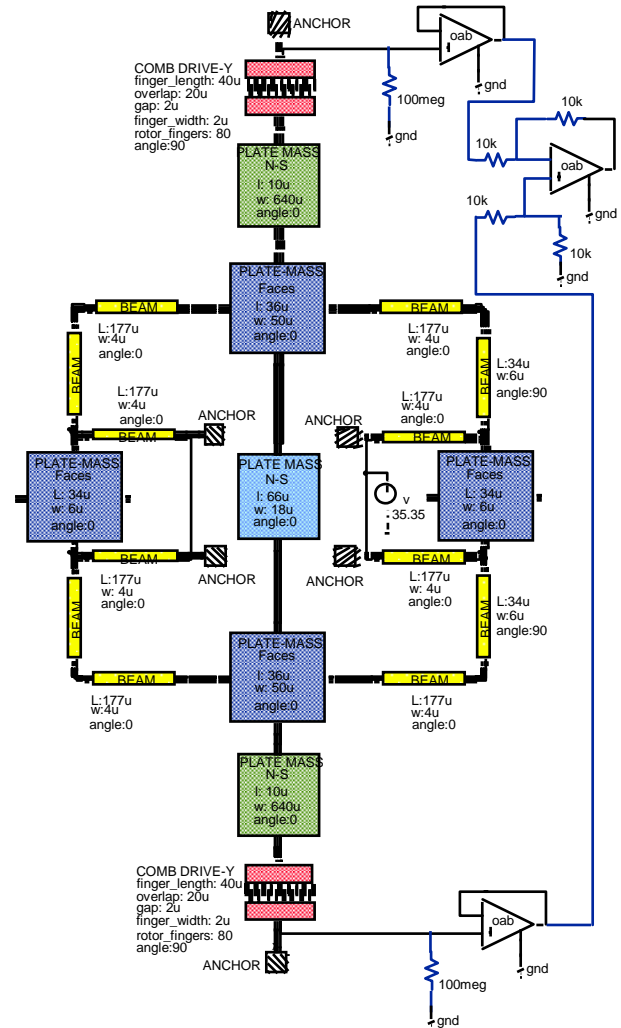 ANCHOR
oab
gnd
COMB DRIVE-Y
finger_length: 40u
overlap: 20u
gap: 2u
finger_width: 2u
rotor_fingers: 80
angle:90
100meg
gnd
10k
10k
oab
gnd
10k
10k
gnd
PLATE MASS
N-S
l: 10u
w: 640u
angle:0
PLATE-MASS
Faces
l: 36u
w: 50u
angle:0
BEAM
L:177u
w:4u
angle:0
BEAM
L:177u
w:4u
angle:0
BEAM
BEAM
L:34u
w:6u
angle:90
L:177u
w:4u
angle:0
BEAM
ANCHOR
L:177u
w:4u
angle:0
ANCHOR
BEAM
PLATE-MASS
Faces
L: 34u
w: 6u
angle:0
PLATE-MASS
N-S
l: 66u
w: 18u
angle:0
v
35.35
PLATE-MASS
Faces
L: 34u
w: 6u
angle:0
BEAM
ANCHOR
L:177u
w: 4u
angle:0
ANCHOR
BEAM
L:177u
w: 4u
angle:0
BEAM
BEAM
L:34u
w:6u
angle:90
BEAM
L:177u
w:4u
angle:0
PLATE-MASS
Faces
l: 36u
w: 50u
angle:0
BEAM
L:177u
w:4u
angle:0
PLATE MASS
N-S
l: 10u
w: 640u
angle:0
COMB DRIVE-Y
finger_length: 40u
overlap: 20u
gap: 2u
finger_width: 2u
rotor_fingers: 80
angle:90
ANCHOR
oab
gnd
100meg
gnd